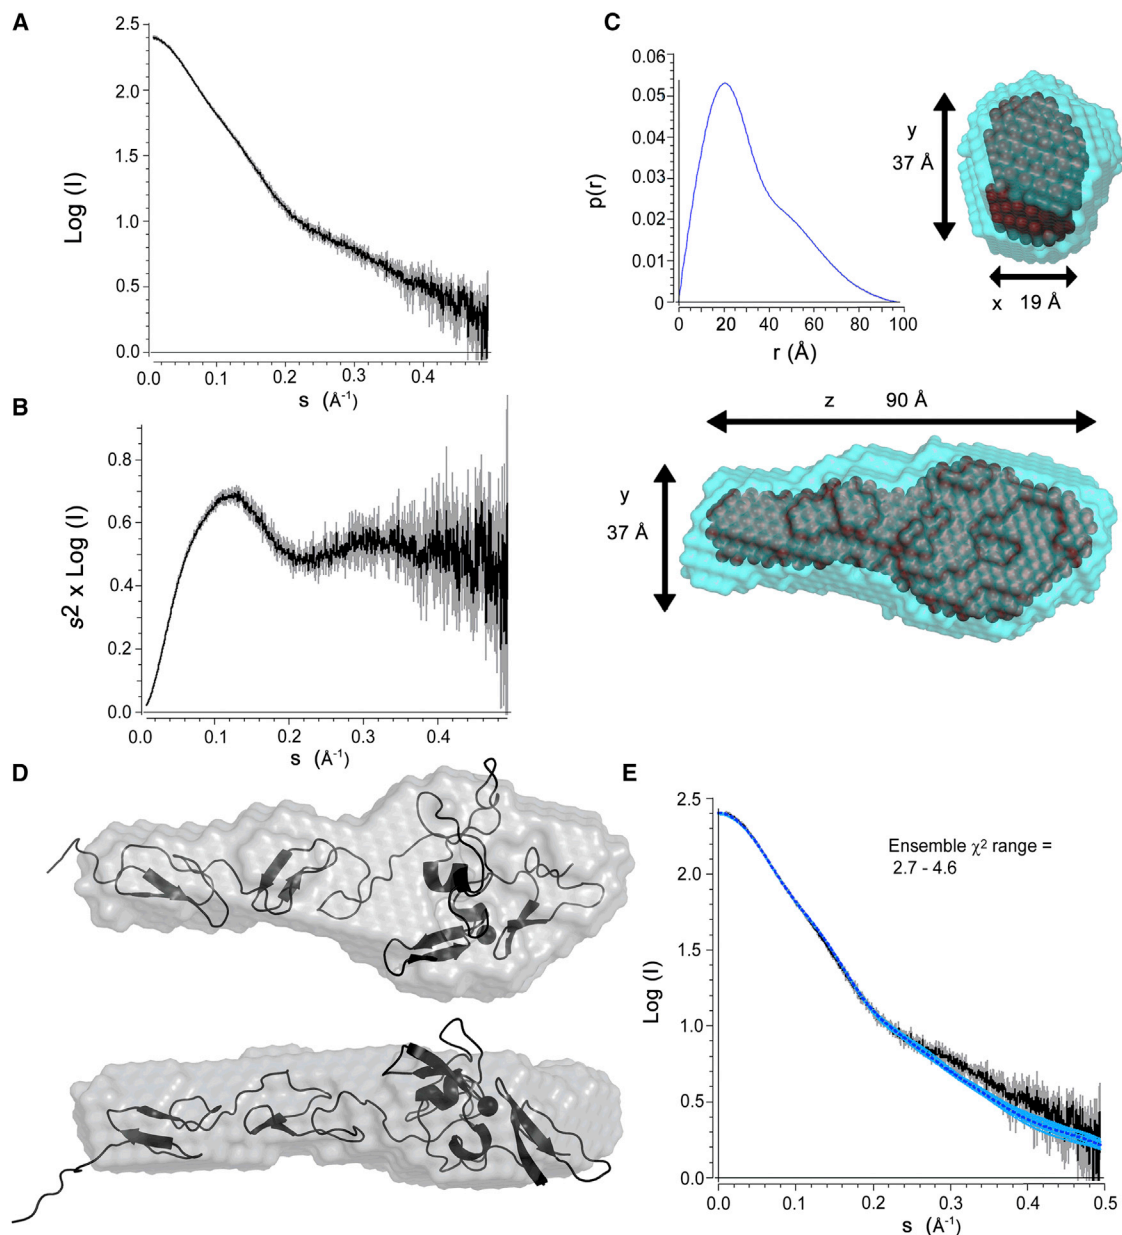 A
2.5
2.0
1.5
1.0
0.5
0.0
Log (I)
0.0 0.1 0.2 0.3 0.4
s (Å⁻¹)
B
0.8
0.6
0.4
0.2
0.0
s² x Log (I)
0.0 0.1 0.2 0.3 0.4
s (Å⁻¹)
C
0.06
0.05
0.04
0.03
0.02
0.01
0
p(r)
0 20 40 60 80 100
r (Å)
y
37 Å
x 19 Å
z 90 Å
y
37 Å
D
E
2.5
2.0
1.5
1.0
0.5
0.0
Log (I)
Ensemble χ² range =
2.7 - 4.6
0.0 0.1 0.2 0.3 0.4 0.5
s (Å⁻¹)